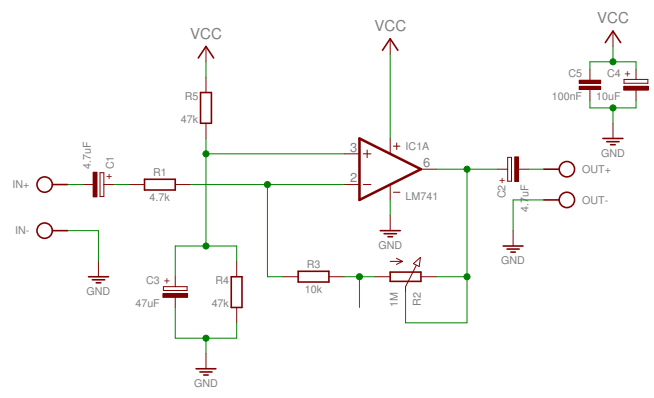 VCC
VCC
VCC
C5
C4
+
100nF
10uF
GND
R5
47k
4.7uF
C1
+
IN+
R1
4.7k
3
+
2
−
+
IC1A
6
−
LM741
GND
C2
+
4.7uF
OUT+
OUT-
GND
IN-
GND
C3
+
47uF
R4
47k
GND
R3
10k
1M
R2